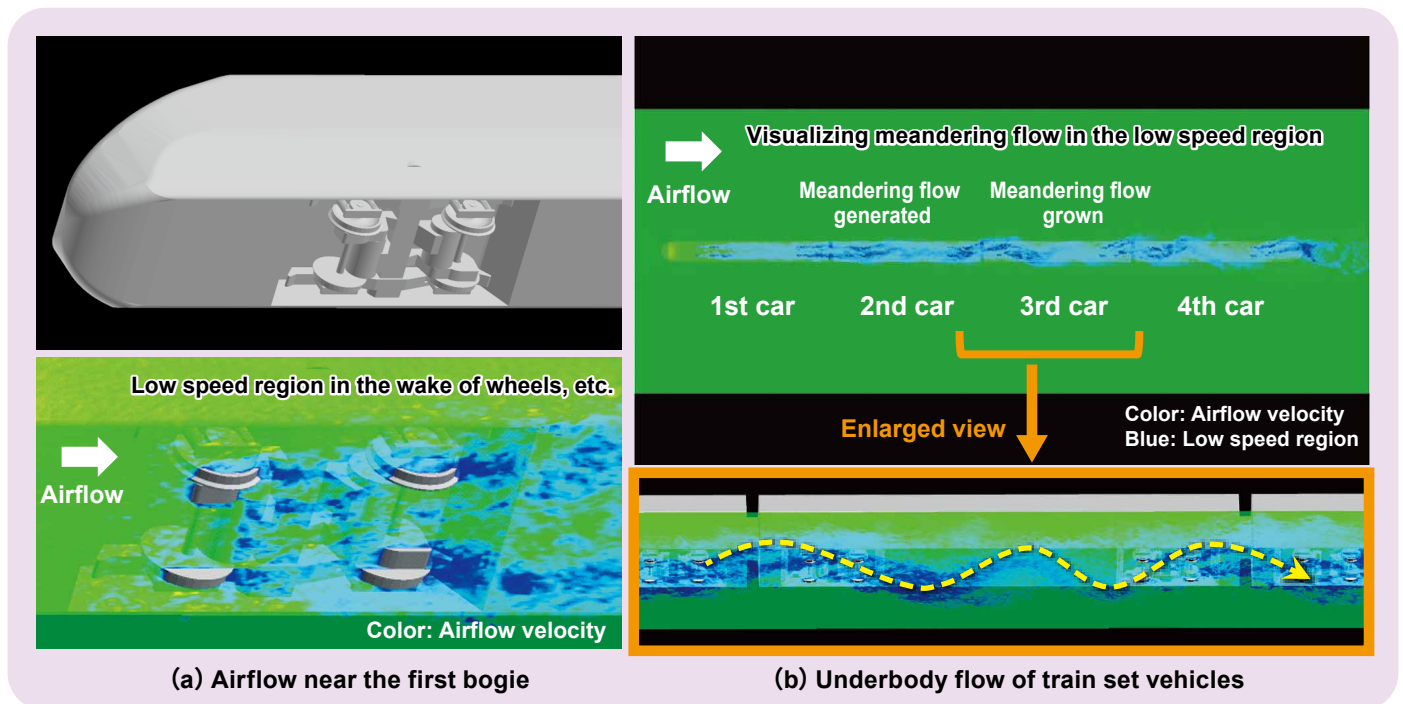 Low speed region in the wake of wheels, etc.
Airflow
Color: Airflow velocity
(a) Airflow near the first bogie
Visualizing meandering flow in the low speed region
Airflow
Meandering flow
generated
Meandering flow
grown
1st car
2nd car
3rd car
4th car
Enlarged view
Color: Airflow velocity
Blue: Low speed region
(b) Underbody flow of train set vehicles